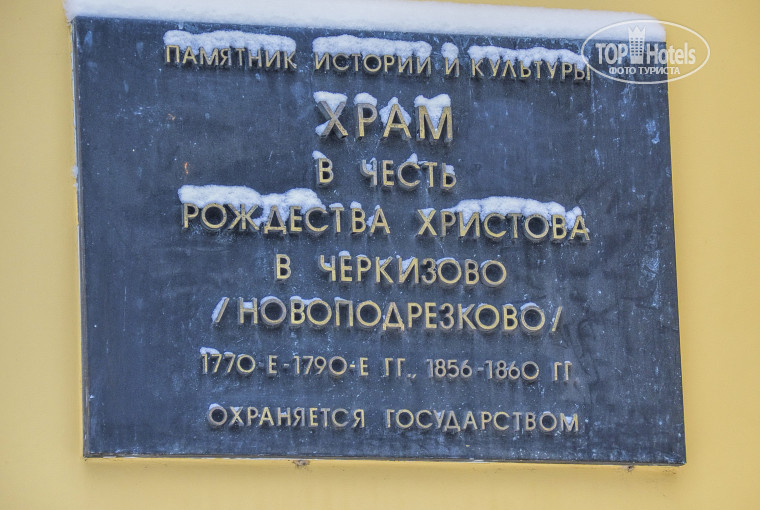 ПАМЯТНИК ИСТОРИИ И КУЛЬТУРЫ
ХРАМ
В ЧЕСТЬ
РОЖДЕСТВА ХРИСТОВА
В ЧЕРКИЗОВО
/НОВОПОДРЕЗКОВО/
1770-Е-1790-Е ГГ., 1856-1860 ГГ
ОХРАНЯЕТСЯ ГОСУДАРСТВОМ
TOP Hotels
ФОТО ТУРИСТА